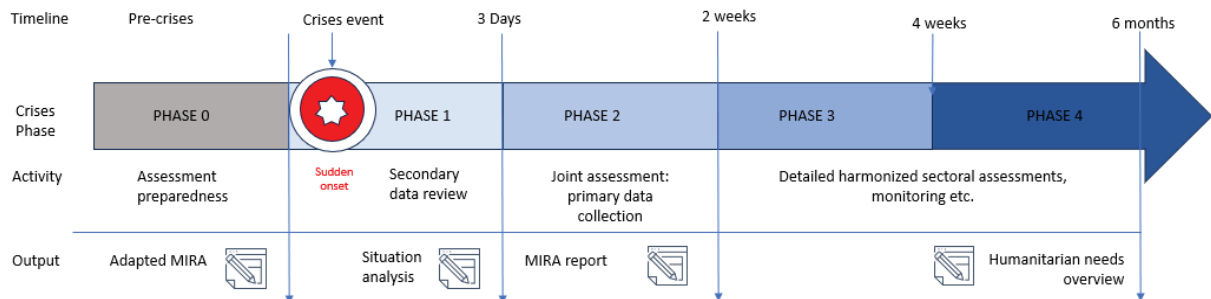 Timeline
Pre-crises
Crises event
3 Days
2 weeks
4 weeks
6 months
Crises
Phase
PHASE 0
PHASE 1
PHASE 2
PHASE 3
PHASE 4
Activity
Assessment
preparedness
Sudden
onset
Secondary
data review
Joint assessment:
primary data
collection
Detailed harmonized sectoral assessments,
monitoring etc.
Output
Adapted MIRA
Situation
analysis
MIRA report
Humanitarian needs
overview